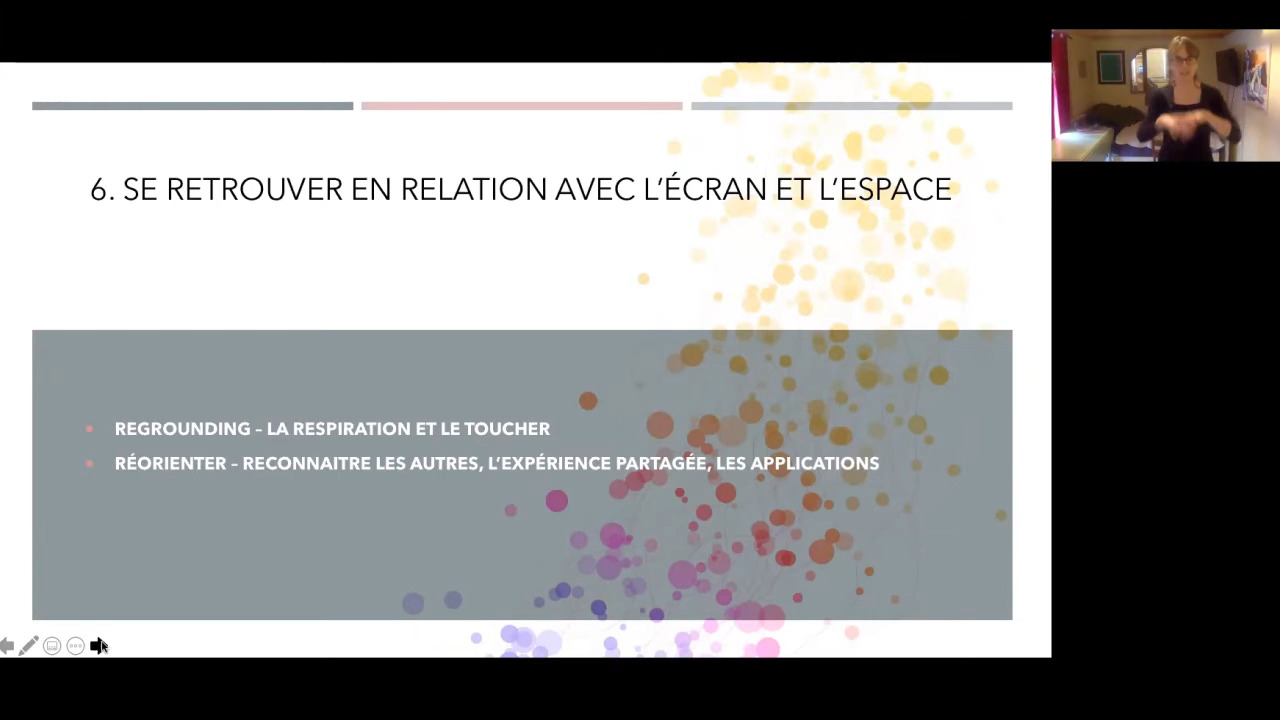 6. SE RETROUVER EN RELATION AVEC L’ÉCRAN ET L’ESPACE
REGROUNDING – LA RESPIRATION ET LE TOUCHER
RÉORIENTER – RECONNAITRE LES AUTRES, L’EXPÉRIENCE PARTAGÉE, LES APPLICATIONS